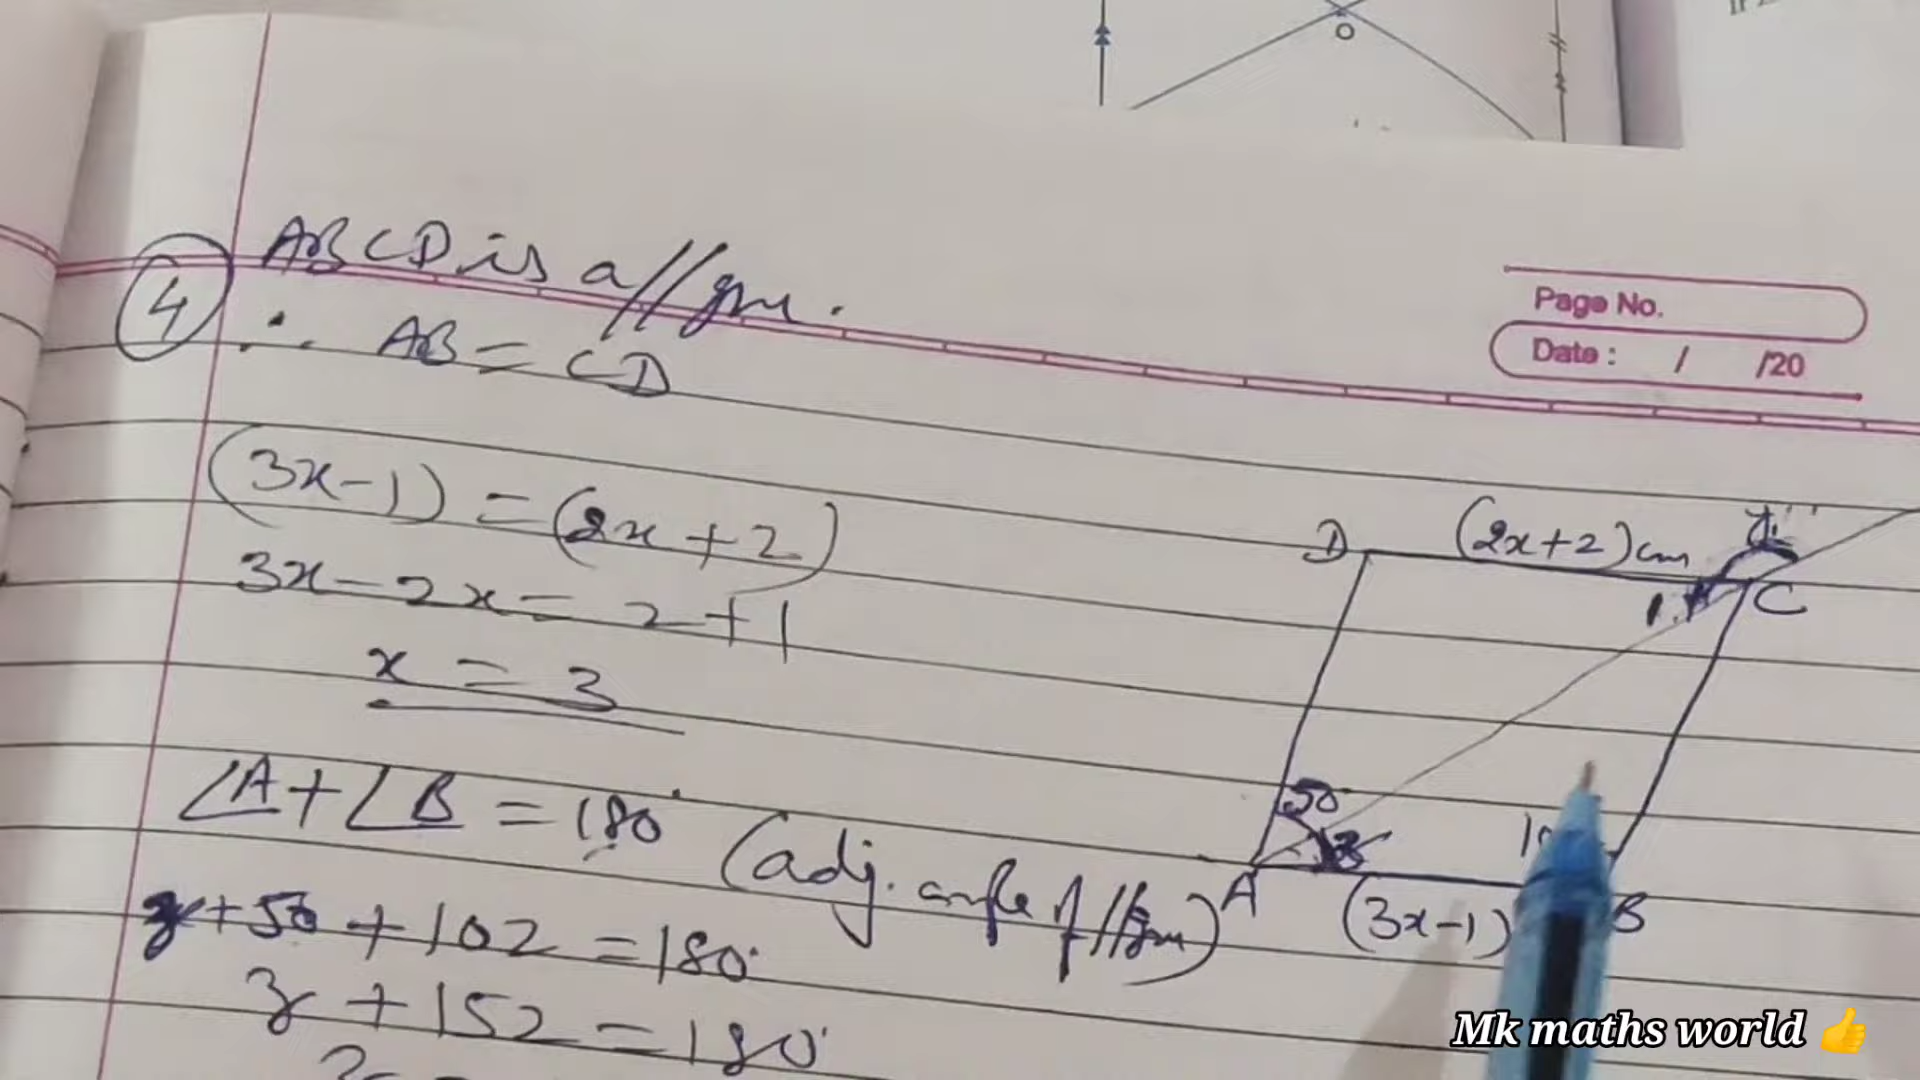 O
Page No.
Date : / /20
4 ABCD is a //gm.
∴ AB = CD
(3x-1) = (2x+2)
3x-2x = 2+1
x = 3
∠A+∠B = 180° (adj. angle of //gm)
z+50+102 = 180°
z+152 = 180°
D (2x+2)cm
C
50
z
A (3x-1) B
Mk maths world 👍